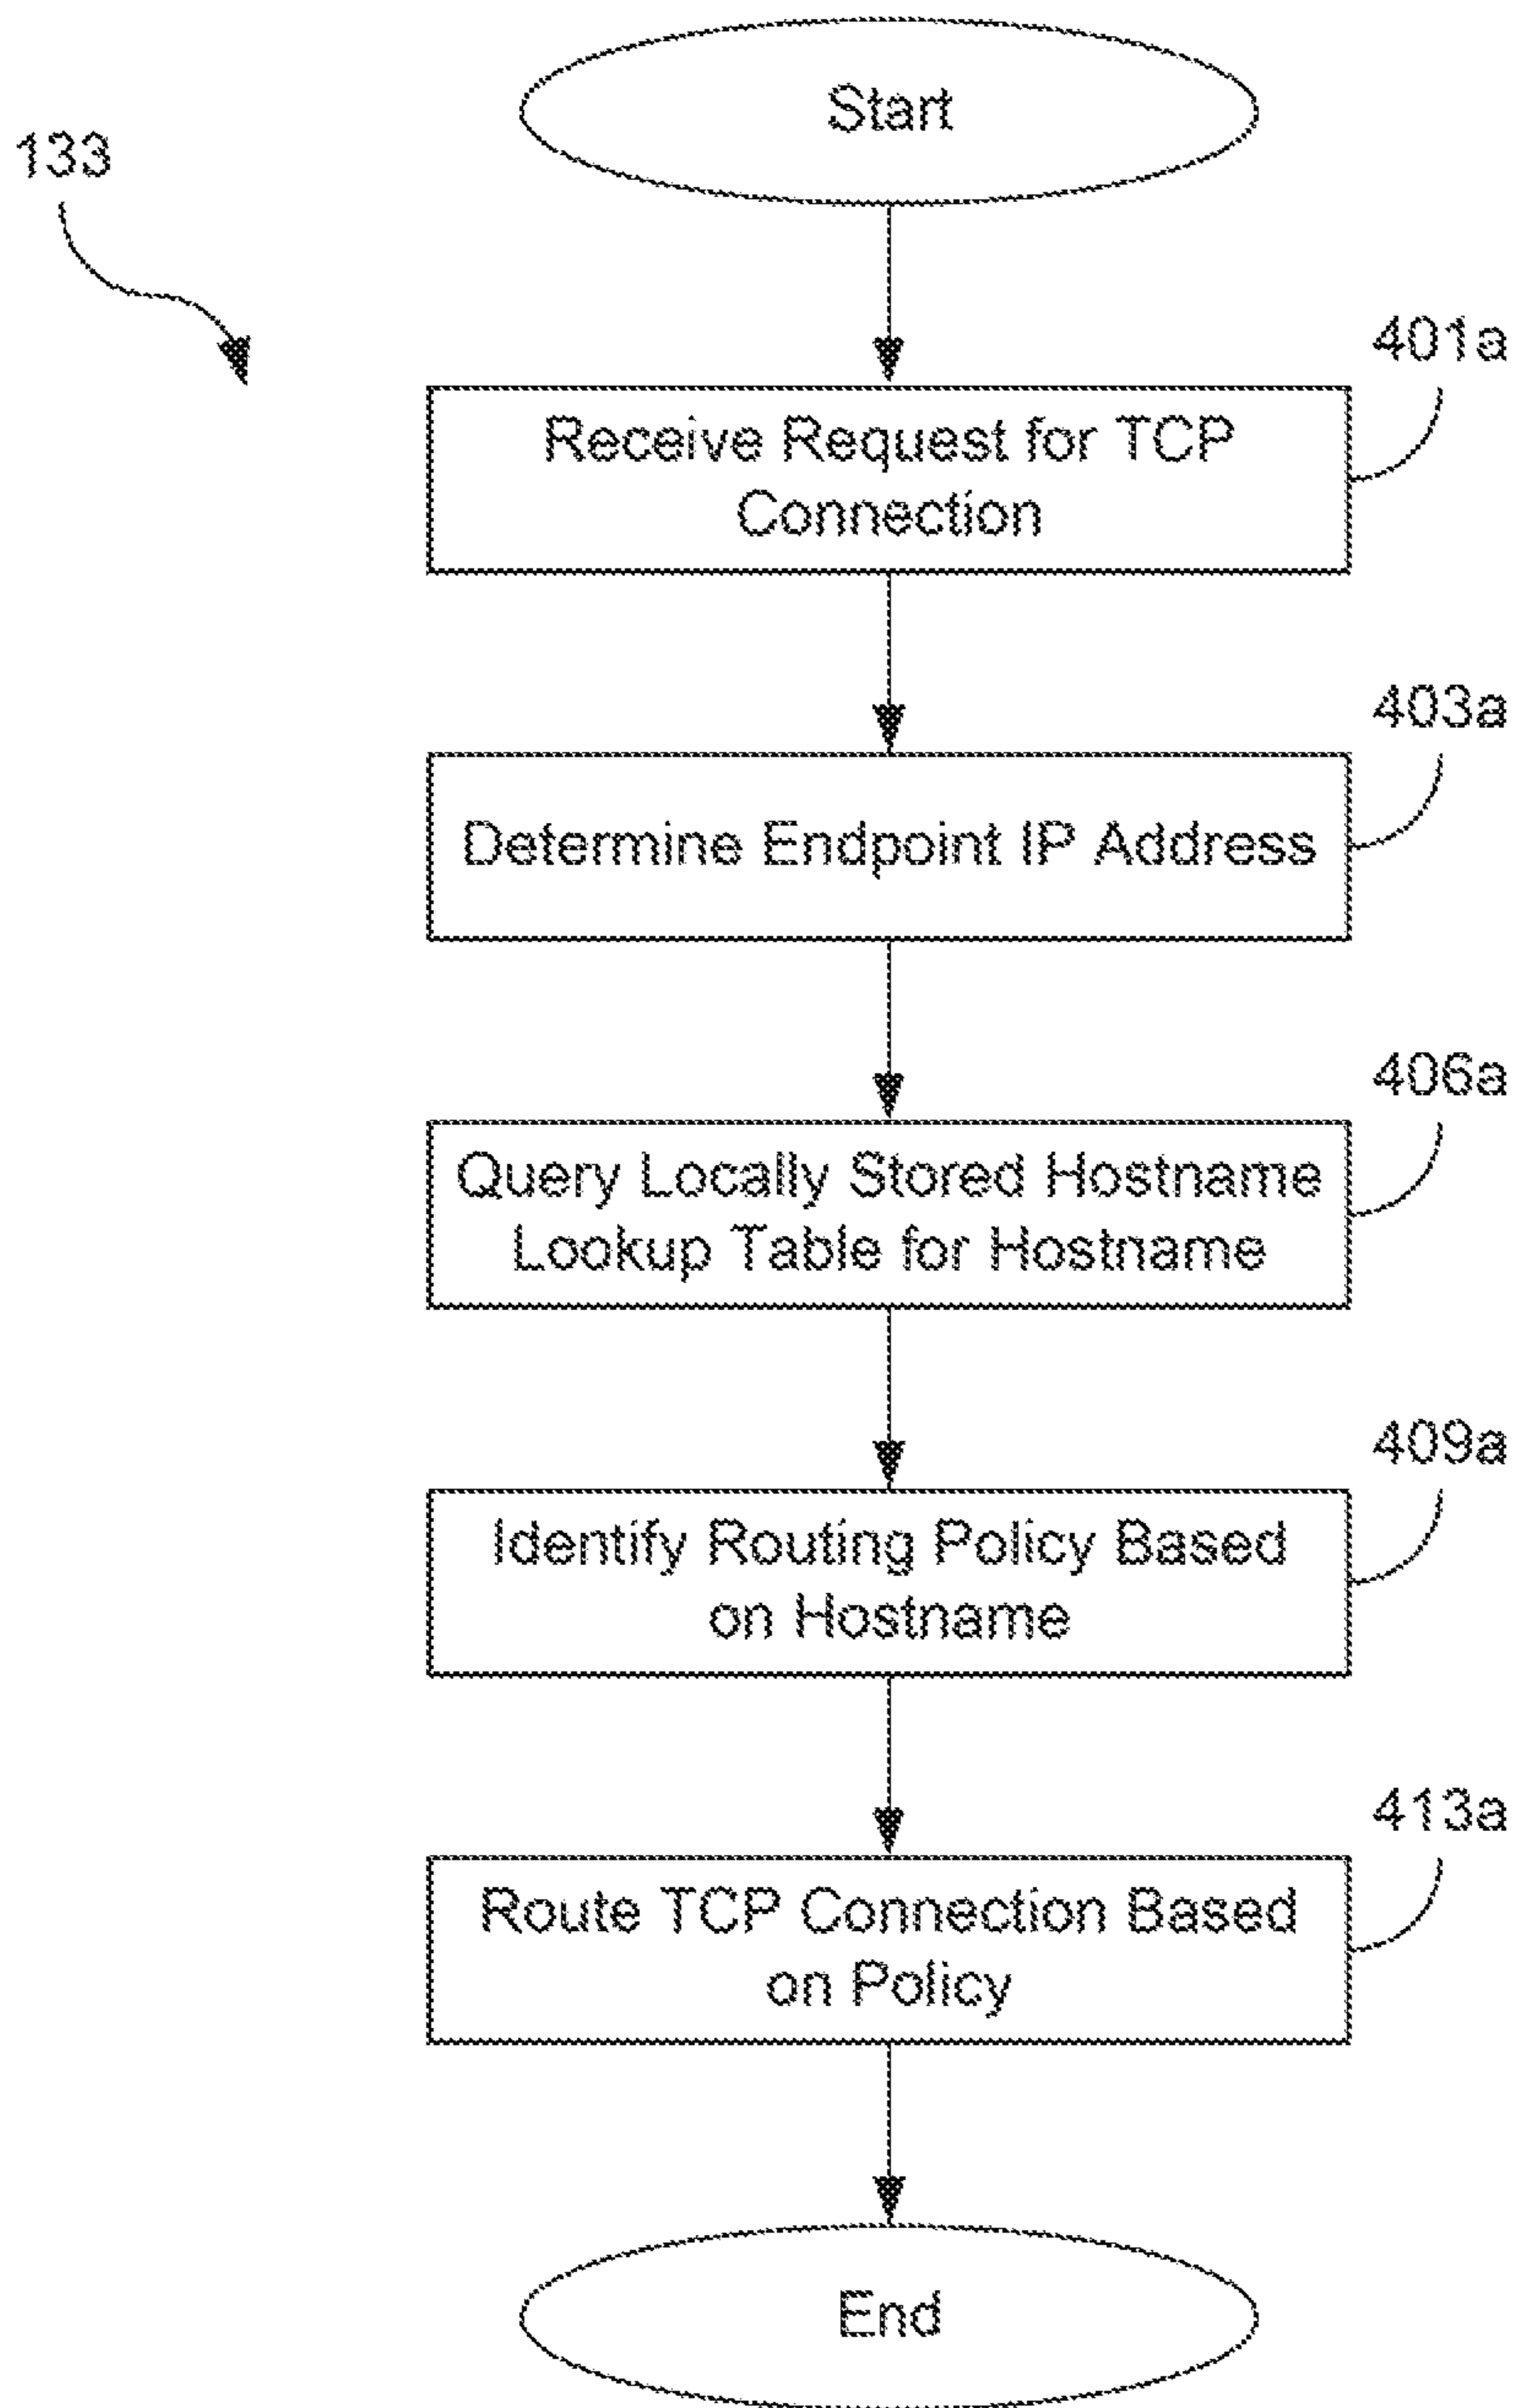 Start
133
401a
Receive Request for TCP
Connection
403a
Determine Endpoint IP Address
406a
Query Locally Stored Hostname
Lookup Table for Hostname
409a
Identify Routing Policy Based
on Hostname
413a
Route TCP Connection Based
on Policy
End